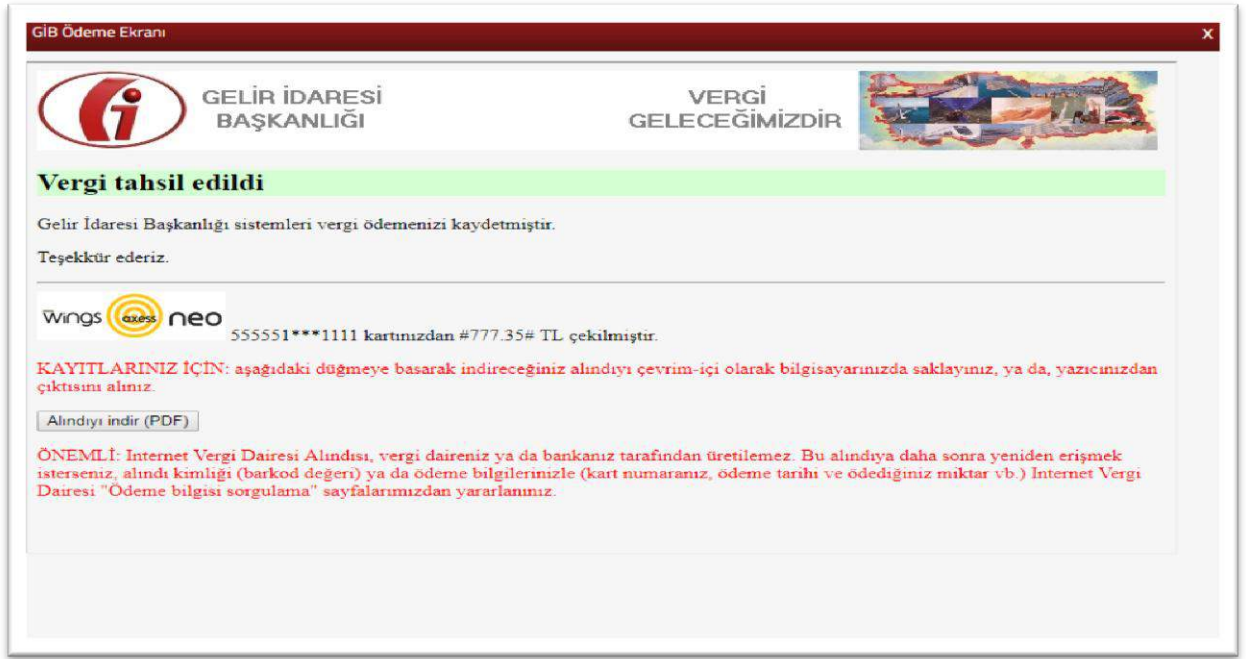 GİB Ödeme Ekranı X
GELİR İDARESİ
BAŞKANLIĞI
VERGİ
GELECEĞİMİZDİR
Vergi tahsil edildi
Gelir İdaresi Başkanlığı sistemleri vergi ödemenizi kaydetmiştir.
Teşekkür ederiz.
wings axess neo 555551***1111 kartınızdan #777.35# TL çekilmiştir.
KAYITLARINIZ İÇİN: aşağıdaki düğmeye basarak indireceğiniz alındıyı çevrim-içi olarak bilgisayarınızda saklayınız, ya da, yazıcınızdan
çıktısını alınız.
Alındıyı indir (PDF)
ÖNEMLİ: Internet Vergi Dairesi Alındısı, vergi daireniz ya da bankanız tarafından üretilemez. Bu alındıya daha sonra yeniden erişmek
isterseniz, alındı kimliği (barkod değeri) ya da ödeme bilgilerinizle (kart numaranız, ödeme tarihi ve ödediğiniz miktar vb.) Internet Vergi
Dairesi "Ödeme bilgisi sorgulama" sayfalarımızdan yararlanınız.